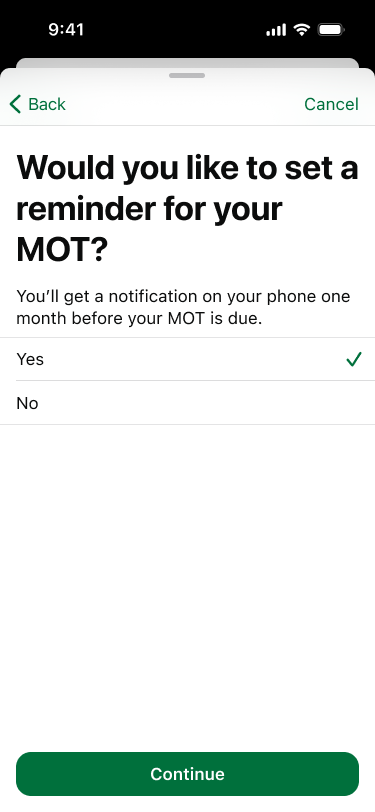 9:41
Back
Cancel
Would you like to set a
reminder for your
MOT?
You’ll get a notification on your phone one
month before your MOT is due.
Yes
No
Continue